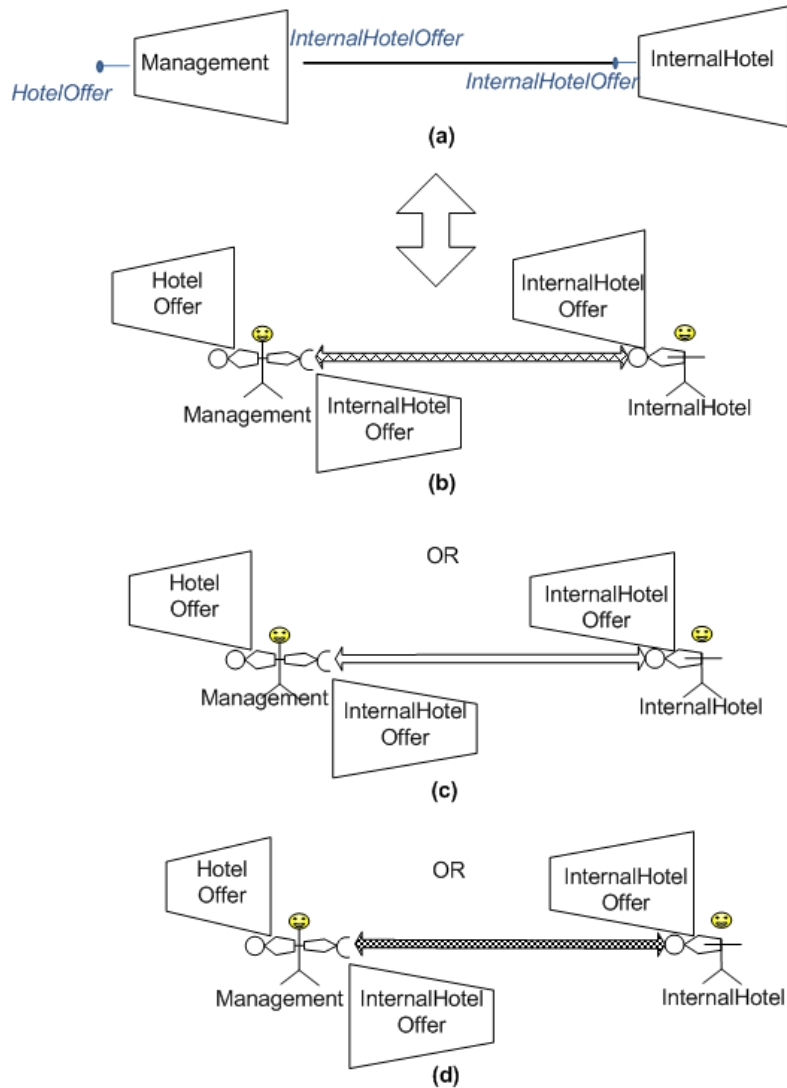 Management
InternalHotelOffer
InternalHotel
HotelOffer
InternalHotelOffer
(a)
Hotel
Offer
InternalHotel
Offer
Management
InternalHotel
Offer
InternalHotel
(b)
OR
Hotel
Offer
InternalHotel
Offer
Management
InternalHotel
Offer
InternalHotel
(c)
OR
Hotel
Offer
InternalHotel
Offer
Management
InternalHotel
Offer
InternalHotel
(d)